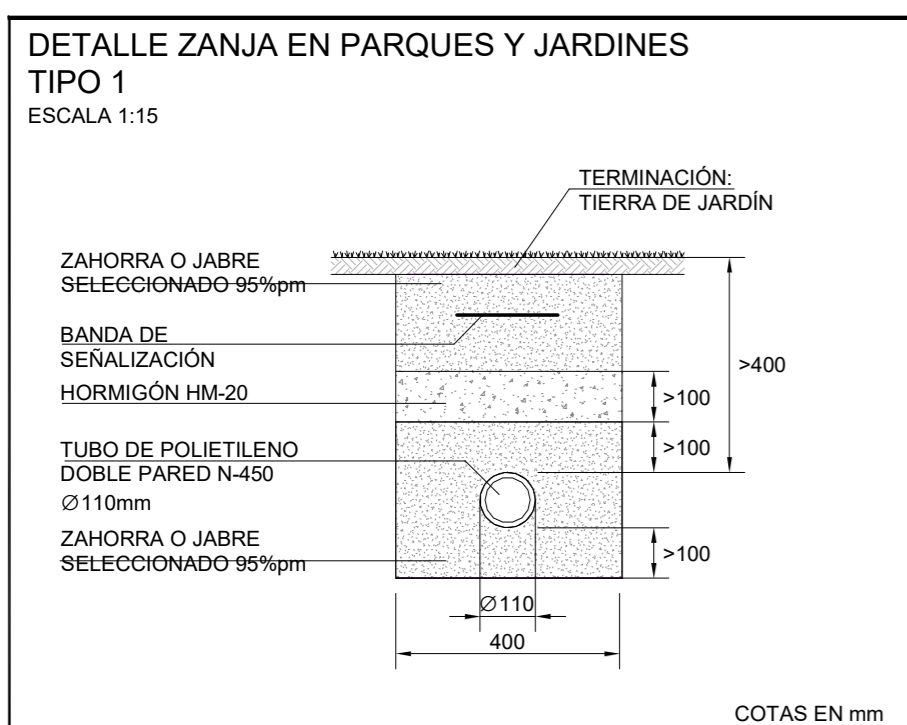 DETALLE ZANJA EN PARQUES Y JARDINES
TIPO 1
ESCALA 1:15
TERMINACIÓN:
TIERRA DE JARDÍN
ZAHORRA O JABRE
SELECCIONADO 95%pm
BANDA DE
SEÑALIZACIÓN
>400
HORMIGÓN HM-20
>100
TUBO DE POLIETILENO
DOBLE PARED N-450
Ø110mm
>100
ZAHORRA O JABRE
SELECCIONADO 95%pm
>100
Ø110
400
COTAS EN mm